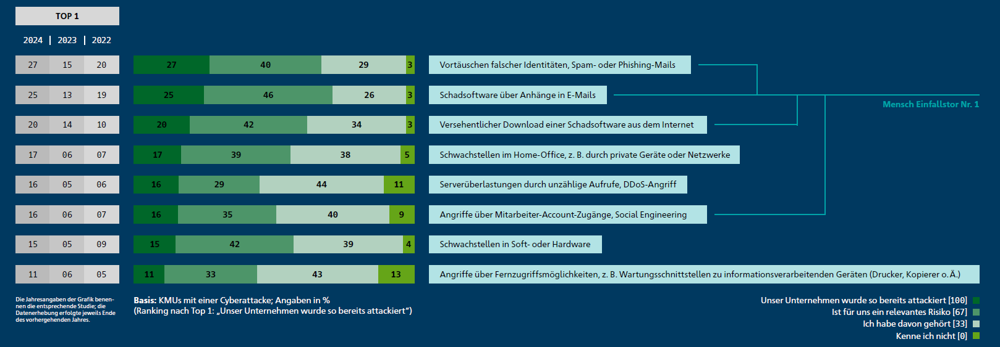 TOP 1
2024 | 2023 | 2022
27 15 20 27 40 29 3 Vortäuschen falscher Identitäten, Spam- oder Phishing-Mails
25 13 19 25 46 26 3 Schadsoftware über Anhänge in E-Mails
Mensch Einfallstor Nr. 1
20 14 10 20 42 34 3 Versehentlicher Download einer Schadsoftware aus dem Internet
17 06 07 17 39 38 5 Schwachstellen im Home-Office, z. B. durch private Geräte oder Netzwerke
16 05 06 16 29 44 11 Serverüberlastungen durch unzählige Aufrufe, DDoS-Angriff
16 06 07 16 35 40 9 Angriffe über Mitarbeiter-Account-Zugänge, Social Engineering
15 05 09 15 42 39 4 Schwachstellen in Soft- oder Hardware
11 06 05 11 33 43 13 Angriffe über Fernzugriffsmöglichkeiten, z. B. Wartungsschnittstellen zu informationsverarbeitenden Geräten (Drucker, Kopierer o. Ä.)
Die Jahresangaben der Grafik benen-
nen die entsprechende Studie; die
Datenerhebung erfolgte jeweils Ende
des vorhergehenden Jahres.
Basis: KMUs mit einer Cyberattacke; Angaben in %
(Ranking nach Top 1: „Unser Unternehmen wurde so bereits attackiert“)
Unser Unternehmen wurde so bereits attackiert [100]
Ist für uns ein relevantes Risiko [67]
Ich habe davon gehört [33]
Kenne ich nicht [0]